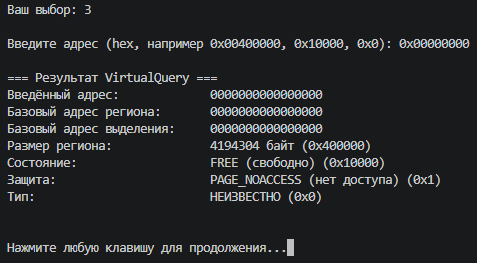 Ваш выбор: 3
Введите адрес (hex, например 0x00400000, 0x10000, 0x0): 0x00000000
=== Результат VirtualQuery ===
Введённый адрес: 0000000000000000
Базовый адрес региона: 0000000000000000
Базовый адрес выделения: 0000000000000000
Размер региона: 4194304 байт (0x400000)
Состояние: FREE (свободно) (0x10000)
Защита: PAGE_NOACCESS (нет доступа) (0x1)
Тип: НЕИЗВЕСТНО (0x0)
Нажмите любую клавишу для продолжения...